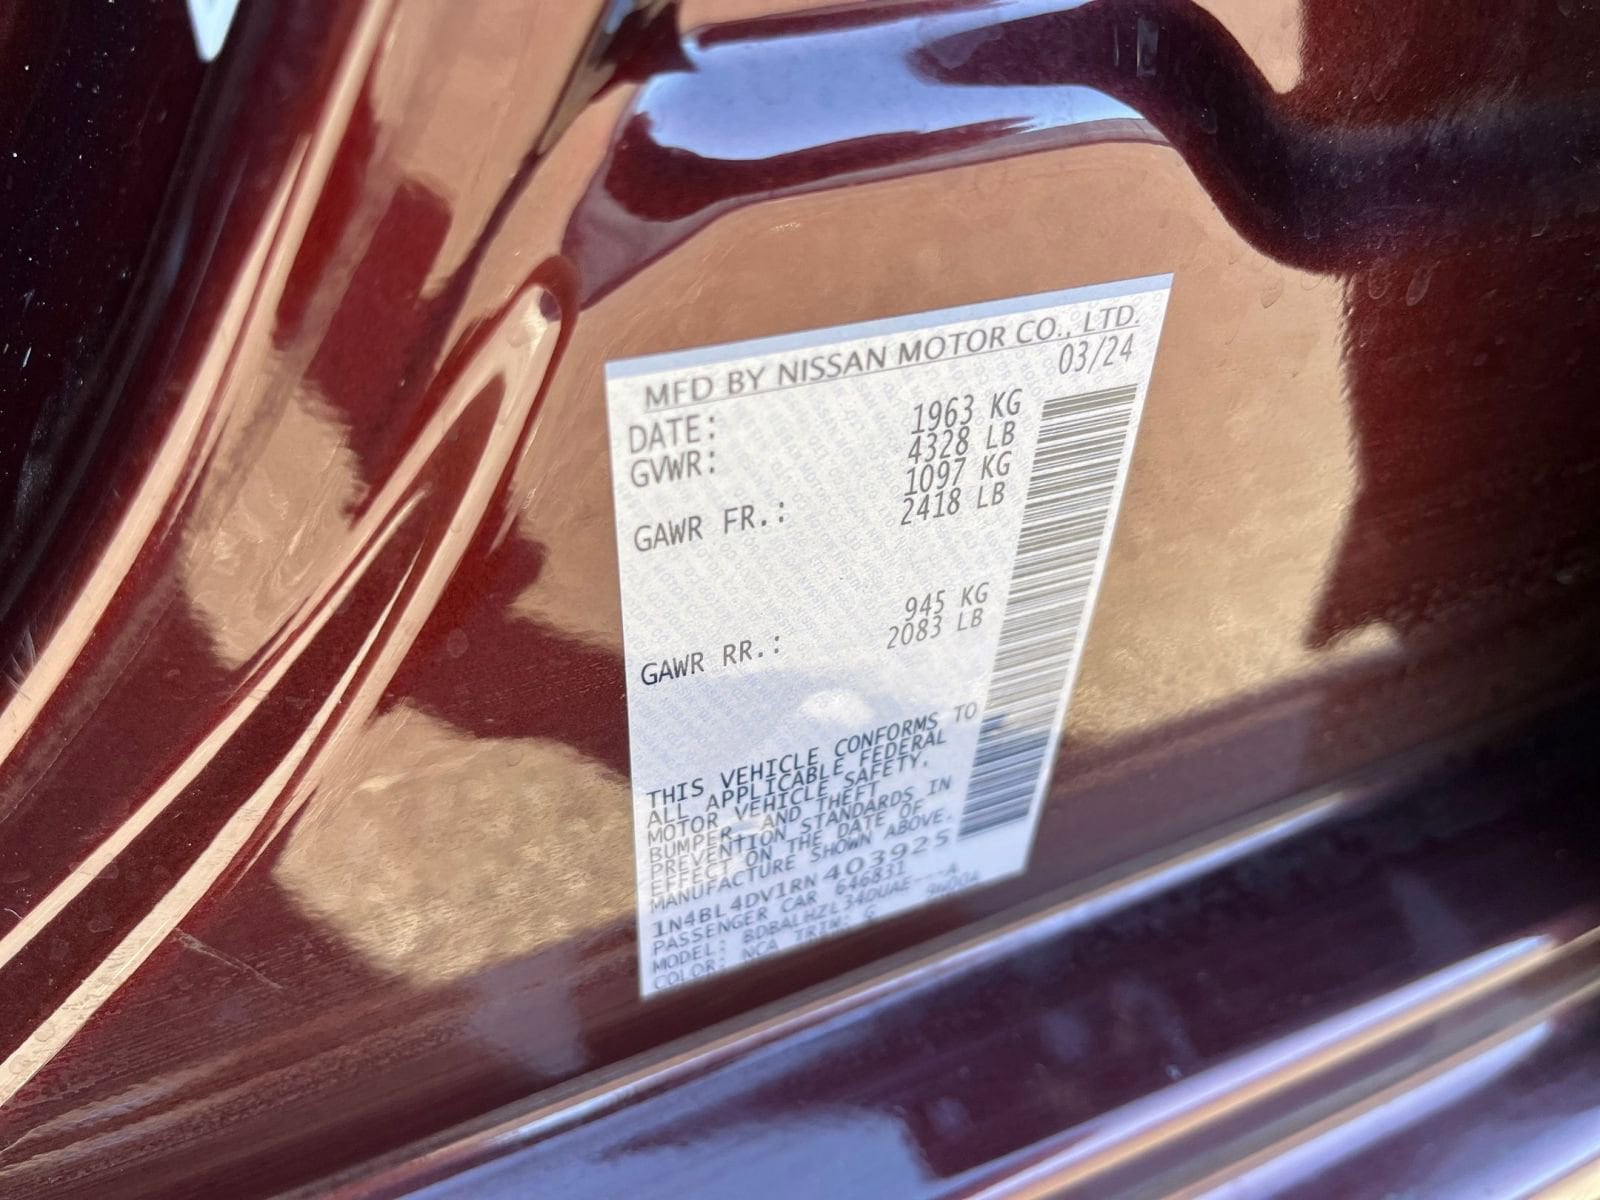 MFD BY NISSAN MOTOR CO., LTD.
DATE: 03/24
GVWR: 1963 KG
4328 LB
GAWR FR.: 1097 KG
2418 LB
GAWR RR.: 945 KG
2083 LB
THIS VEHICLE CONFORMS TO
ALL APPLICABLE FEDERAL
MOTOR VEHICLE SAFETY,
BUMPER, AND THEFT
PREVENTION STANDARDS IN
EFFECT ON THE DATE OF
MANUFACTURE SHOWN ABOVE.
1N4BL4DV1RN403925
PASSENGER CAR 646831
MODEL: BDBALHZL34DUAE---A
COLOR: NCA TRIM: G